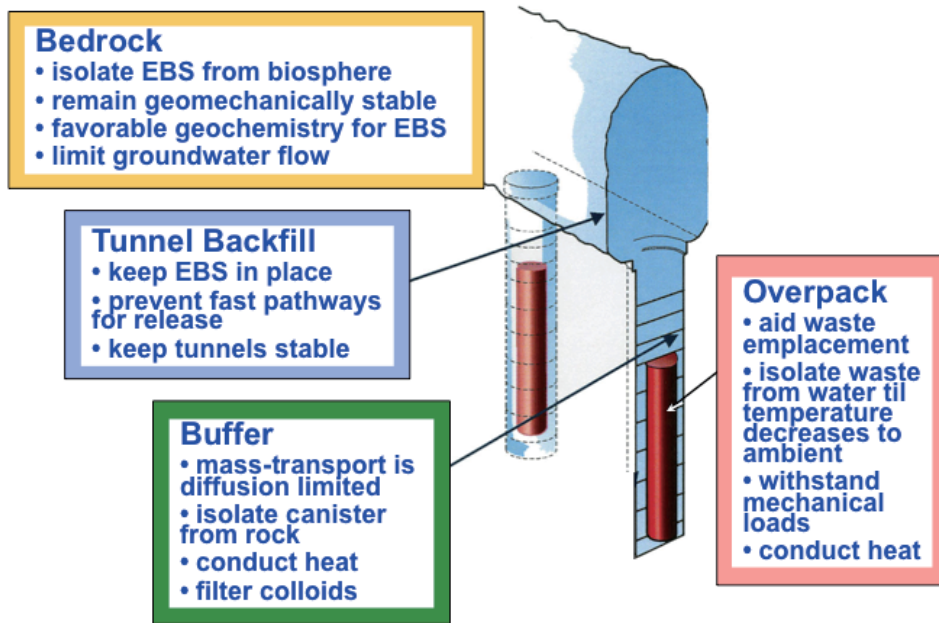 Bedrock
• isolate EBS from biosphere
• remain geomechanically stable
• favorable geochemistry for EBS
• limit groundwater flow
Tunnel Backfill
• keep EBS in place
• prevent fast pathways
for release
• keep tunnels stable
Buffer
• mass-transport is
diffusion limited
• isolate canister
from rock
• conduct heat
• filter colloids
Overpack
• aid waste
emplacement
• isolate waste
from water til
temperature
decreases to
ambient
• withstand
mechanical
loads
• conduct heat